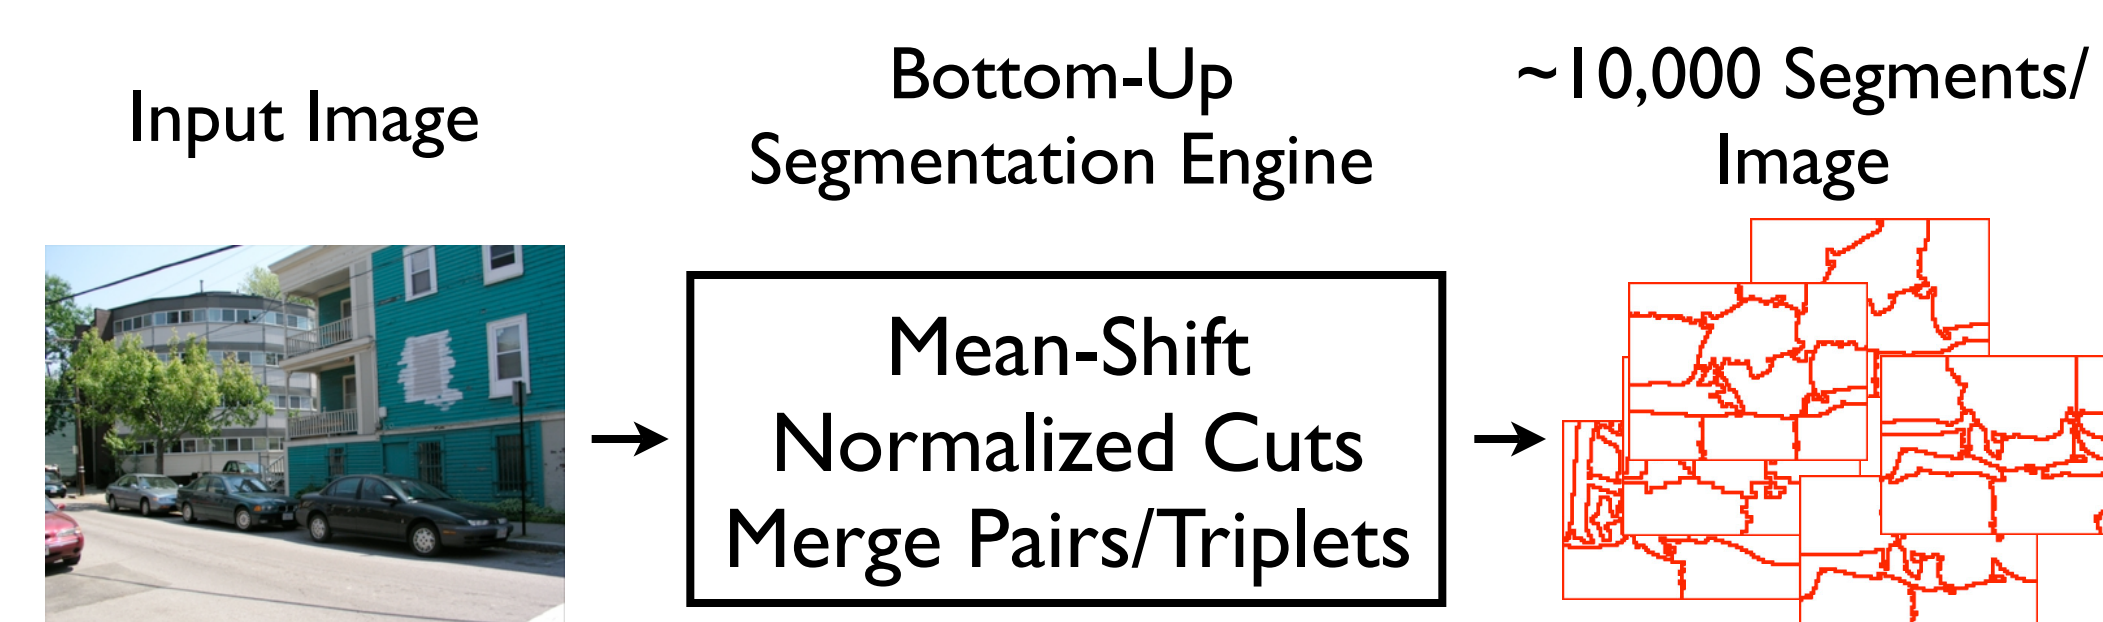 Input Image
Bottom-Up
Segmentation Engine
~10,000 Segments/
Image
Mean-Shift
Normalized Cuts
Merge Pairs/Triplets